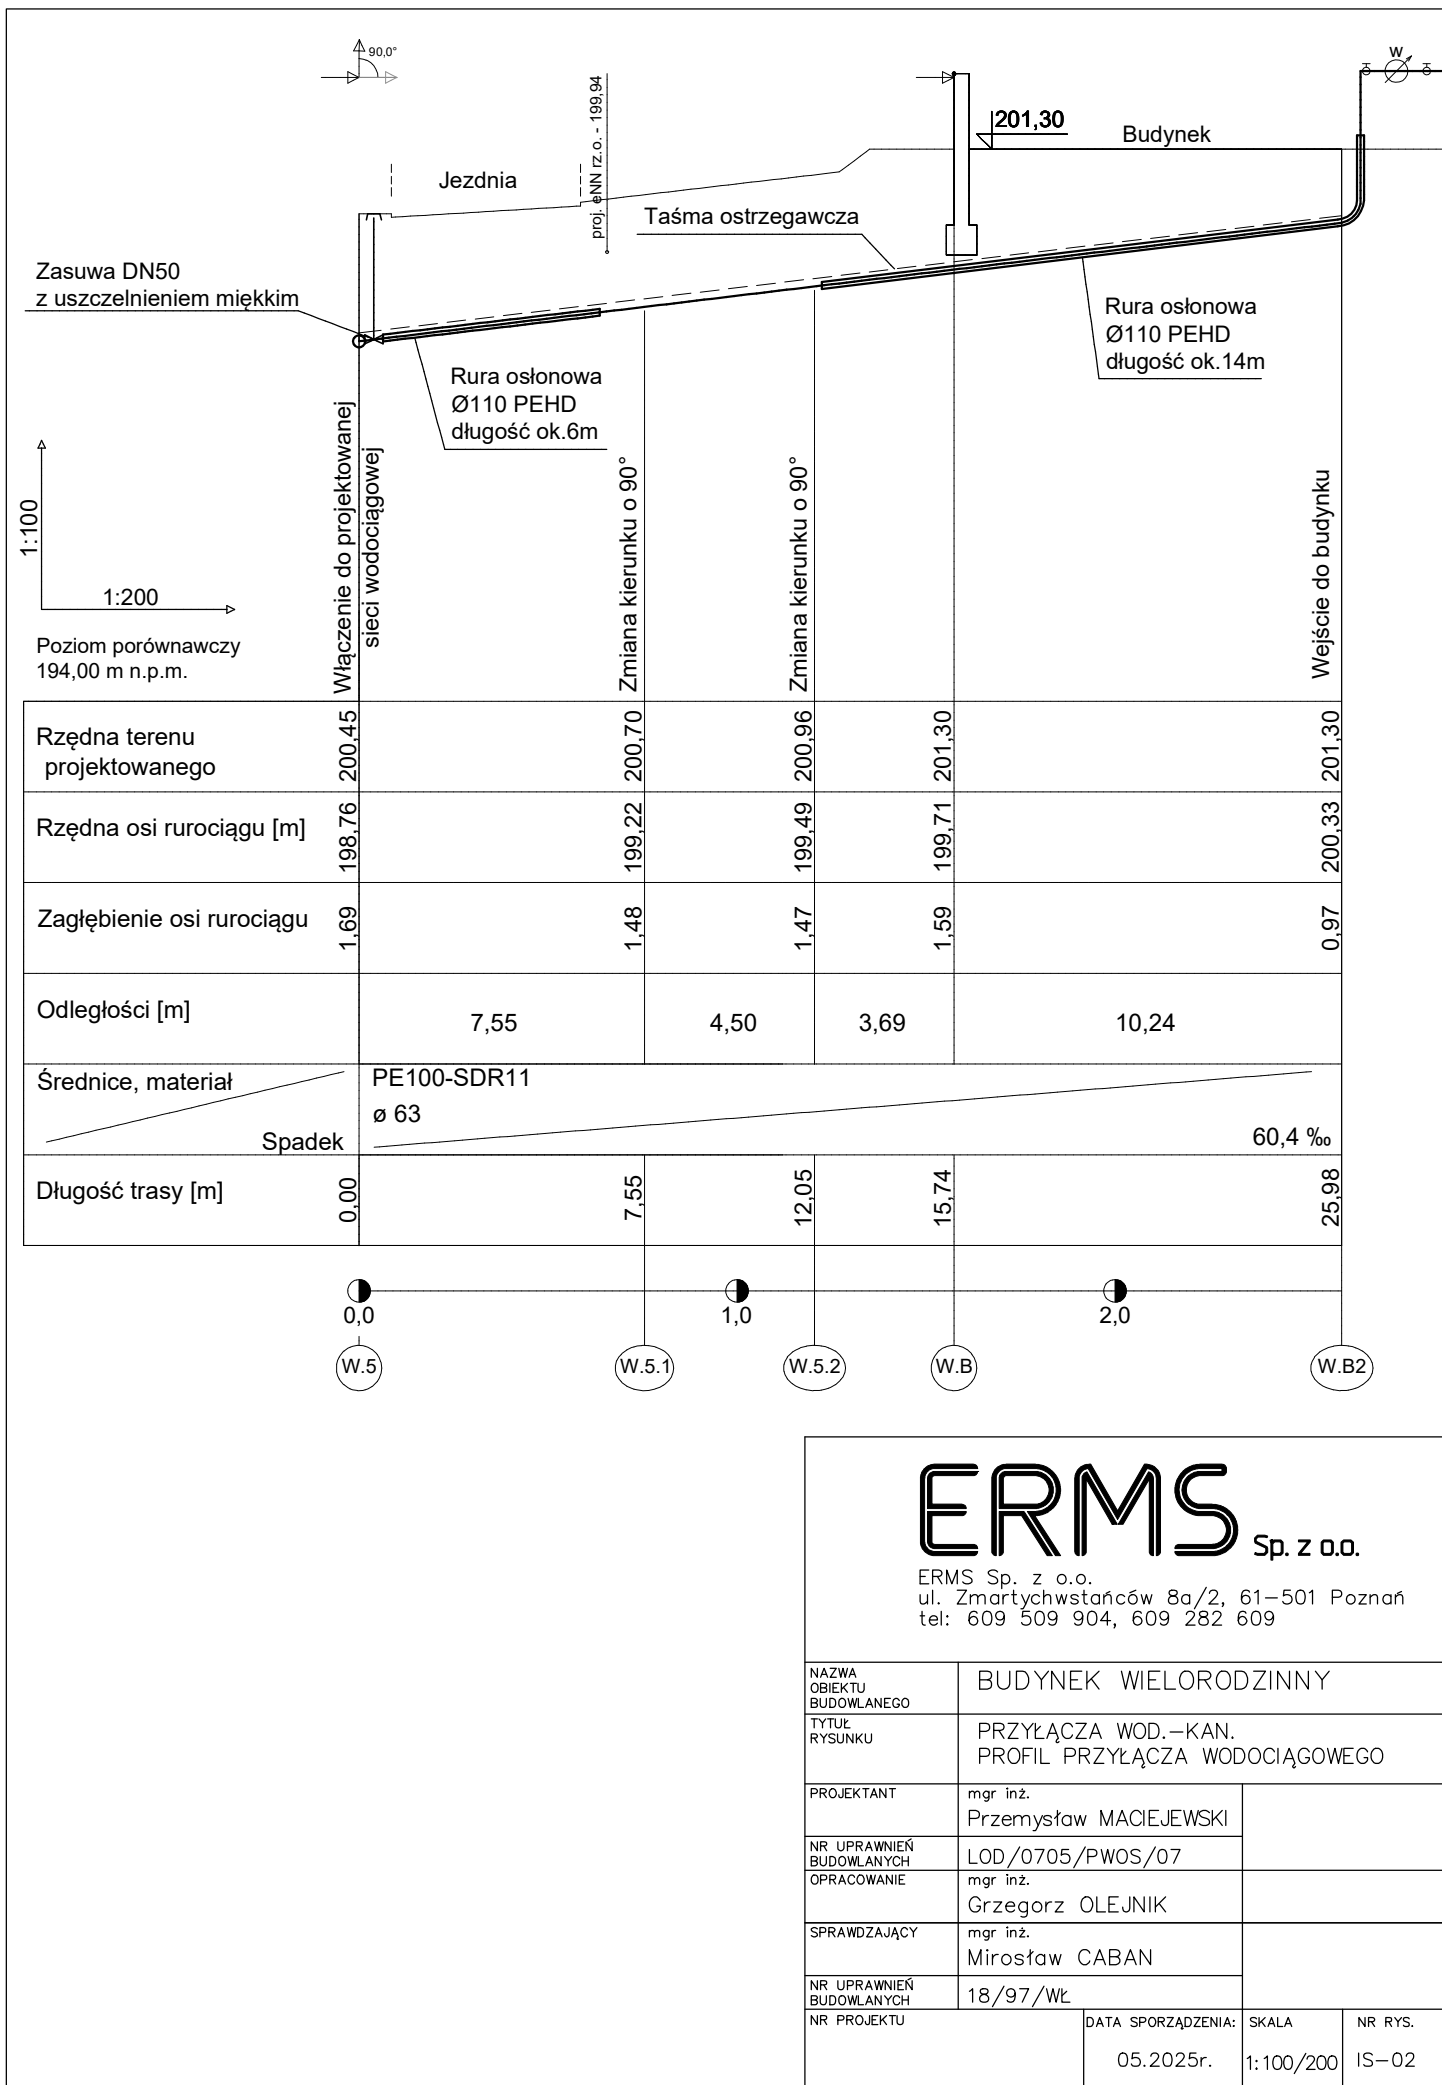 90,0°
W
proj. eNN rz.o. - 199,94
201,30
Budynek
Jezdnia
Taśma ostrzegawcza
Zasuwa DN50
z uszczelnieniem miękkim
Rura osłonowa
Ø110 PEHD
długość ok.14m
Rura osłonowa
Ø110 PEHD
długość ok.6m
1:100
1:200
Poziom porównawczy
194,00 m n.p.m.
Włączenie do projektowanej
sieci wodociągowej
Zmiana kierunku o 90°
Zmiana kierunku o 90°
Wejście do budynku
Rzędna terenu
projektowanego
200,45 200,70 200,96 201,30 201,30
Rzędna osi rurociągu [m]
198,76 199,22 199,49 199,71 200,33
Zagłębienie osi rurociągu
1,69 1,48 1,47 1,59 0,97
Odległości [m]
7,55 4,50 3,69 10,24
Średnice, materiał
Spadek
PE100-SDR11
ø 63
60,4 ‰
Długość trasy [m]
0,00 7,55 12,05 15,74 25,98
0,0 1,0 2,0
W.5 W.5.1 W.5.2 W.B W.B2
ERMS Sp. z o.o.
ERMS Sp. z o.o.
ul. Zmartychwstańców 8a/2, 61-501 Poznań
tel: 609 509 904, 609 282 609
NAZWA
OBIEKTU
BUDOWLANEGO
BUDYNEK WIELORODZINNY
TYTUŁ
RYSUNKU
PRZYŁĄCZA WOD.-KAN.
PROFIL PRZYŁĄCZA WODOCIĄGOWEGO
PROJEKTANT
mgr inż.
Przemysław MACIEJEWSKI
NR UPRAWNIEŃ
BUDOWLANYCH
LOD/0705/PWOS/07
OPRACOWANIE
mgr inż.
Grzegorz OLEJNIK
SPRAWDZAJĄCY
mgr inż.
Mirosław CABAN
NR UPRAWNIEŃ
BUDOWLANYCH
18/97/WŁ
NR PROJEKTU
DATA SPORZĄDZENIA:
05.2025r.
SKALA
1:100/200
NR RYS.
IS-02